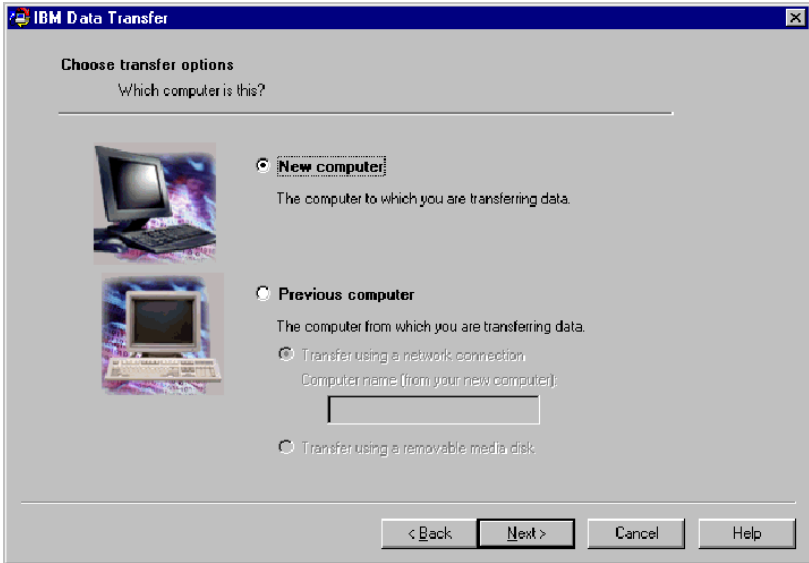 IBM Data Transfer
Choose transfer options
Which computer is this?
New computer
The computer to which you are transferring data.
Previous computer
The computer from which you are transferring data.
Transfer using a network connection
Computer name (from your new computer):
Transfer using a removable media disk
< Back
Next >
Cancel
Help